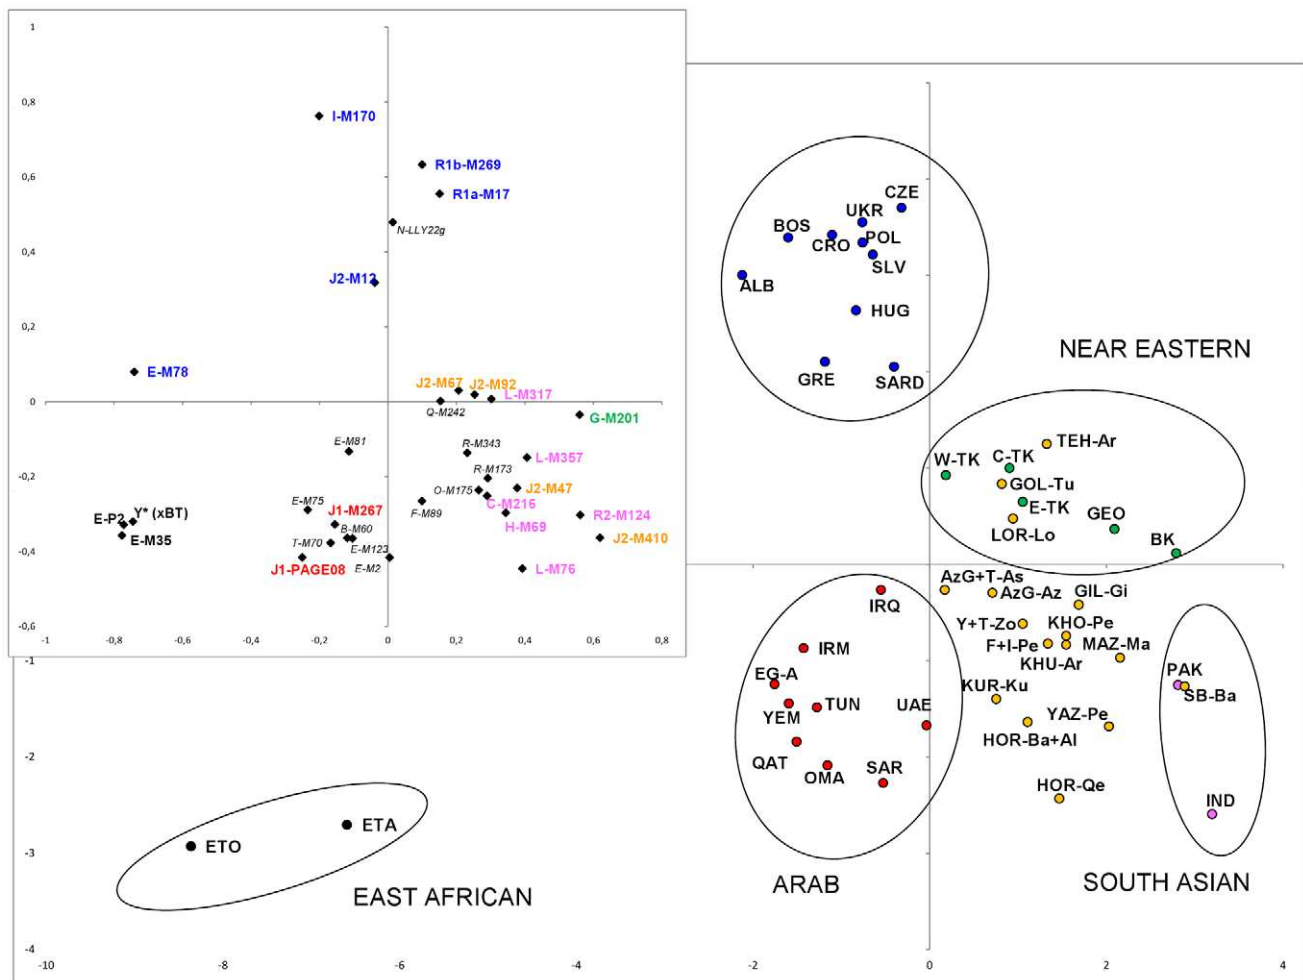 1
0,8
I-M170
R1b-M269
0,6
R1a-M17
N-LLY22g
0,4
J2-M12
0,2
E-M78
J2-M67
J2-M92
L-M317
0
Q-M242
G-M201
E-M81
R-M343
L-M357
-0,2
R-M173
O-M175
J2-M47
E-M75
J1-M267
C-M216
F-M89
R2-M124
E-P2
Y* (xBT)
B-M60
H-M69
E-M35
T-M70
E-M123
J2-M410
-0,4
J1-PAGE08
E-M2
L-M76
-0,6
-1
-0,8
-0,6
-0,4
-0,2
0
0,2
0,4
0,6
0,8
CZE
UKR
BOS
CRO
POL
SLV
ALB
HUG
GRE
SARD
NEAR EASTERN
TEH-Ar
W-TK
C-TK
GOL-Tu
E-TK
GEO
LOR-Lo
BK
AzG+T-As
AzG-Az
GIL-Gi
IRQ
Y+T-Zo
KHO-Pe
F+I-Pe
MAZ-Ma
IRM
KHU-Ar
-1
EG-A
PAK
KUR-Ku
SB-Ba
YEM
TUN
UAE
YAZ-Pe
HOR-Ba+Al
-2
QAT
OMA
SAR
HOR-Qe
IND
ETA
ETO
-3
EAST AFRICAN
ARAB
SOUTH ASIAN
-4
-10
-8
-6
-4
0
2
4